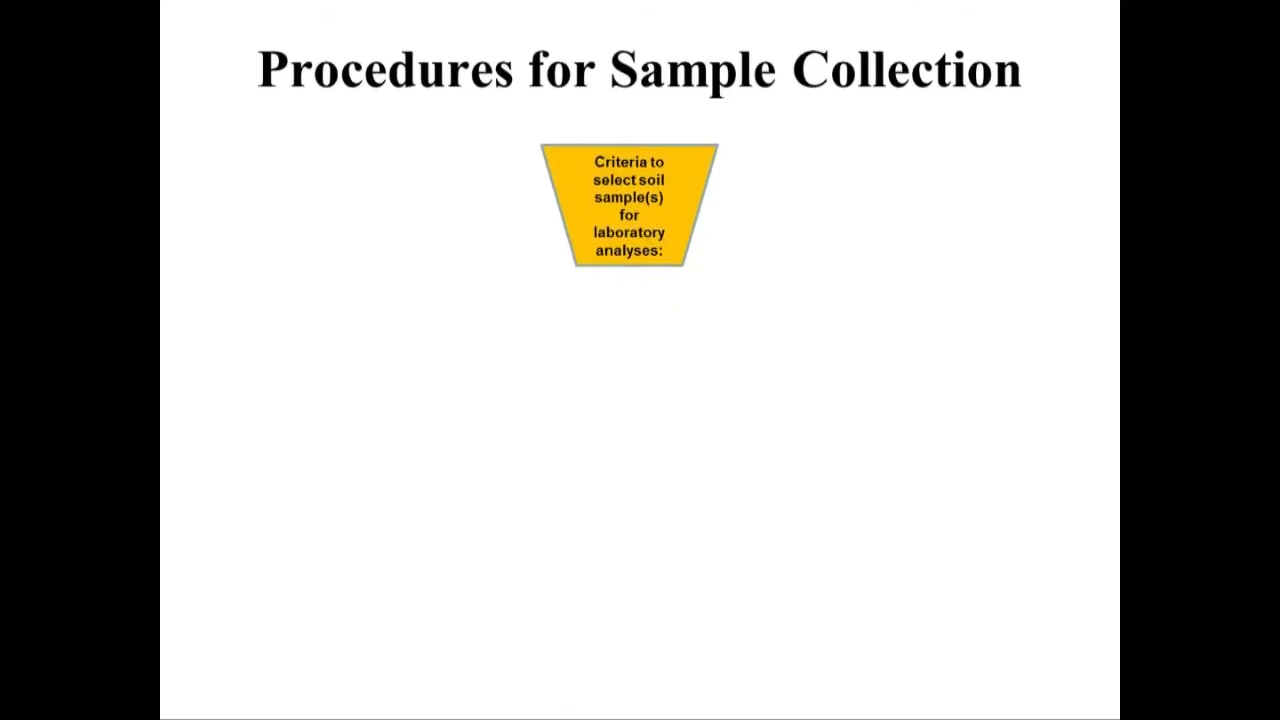 Procedures for Sample Collection
Criteria to
select soil
sample(s)
for
laboratory
analyses: